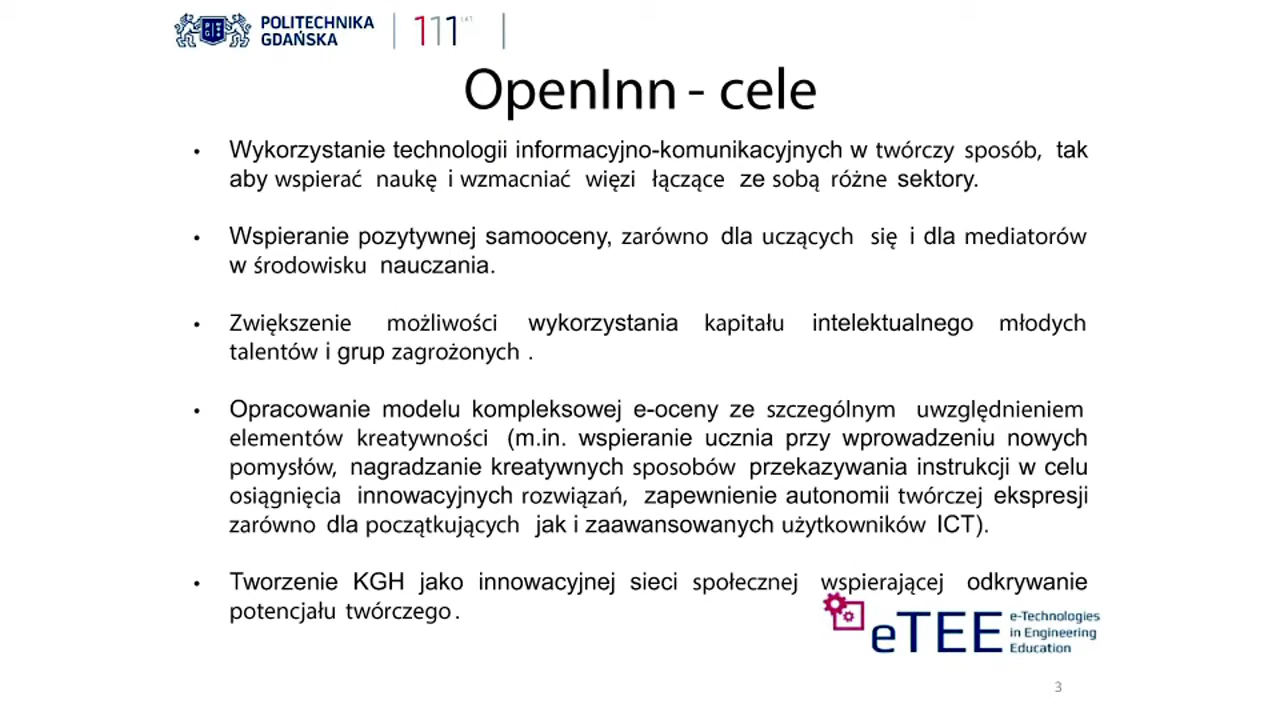 POLITECHNIKA
GDAŃSKA
111 LAT
OpenInn - cele
• Wykorzystanie technologii informacyjno-komunikacyjnych w twórczy sposób, tak
aby wspierać naukę i wzmacniać więzi łączące ze sobą różne sektory.
• Wspieranie pozytywnej samooceny, zarówno dla uczących się i dla mediatorów
w środowisku nauczania.
• Zwiększenie możliwości wykorzystania kapitału intelektualnego młodych
talentów i grup zagrożonych .
• Opracowanie modelu kompleksowej e-oceny ze szczególnym uwzględnieniem
elementów kreatywności (m.in. wspieranie ucznia przy wprowadzeniu nowych
pomysłów, nagradzanie kreatywnych sposobów przekazywania instrukcji w celu
osiągnięcia innowacyjnych rozwiązań, zapewnienie autonomii twórczej ekspresji
zarówno dla początkujących jak i zaawansowanych użytkowników ICT).
• Tworzenie KGH jako innowacyjnej sieci społecznej wspierającej odkrywanie
potencjału twórczego .
eTEE
e-Technologies
in Engineering
Education
3